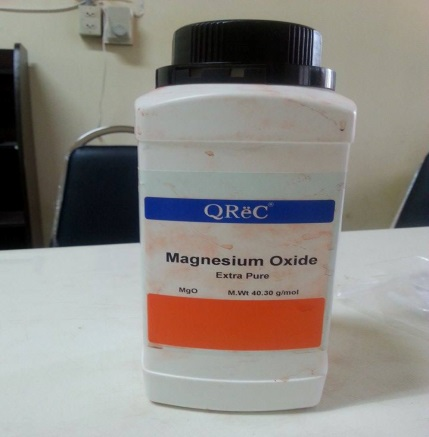 QRëC®
Magnesium Oxide
Extra Pure
MgO M.Wt 40.30 g/mol